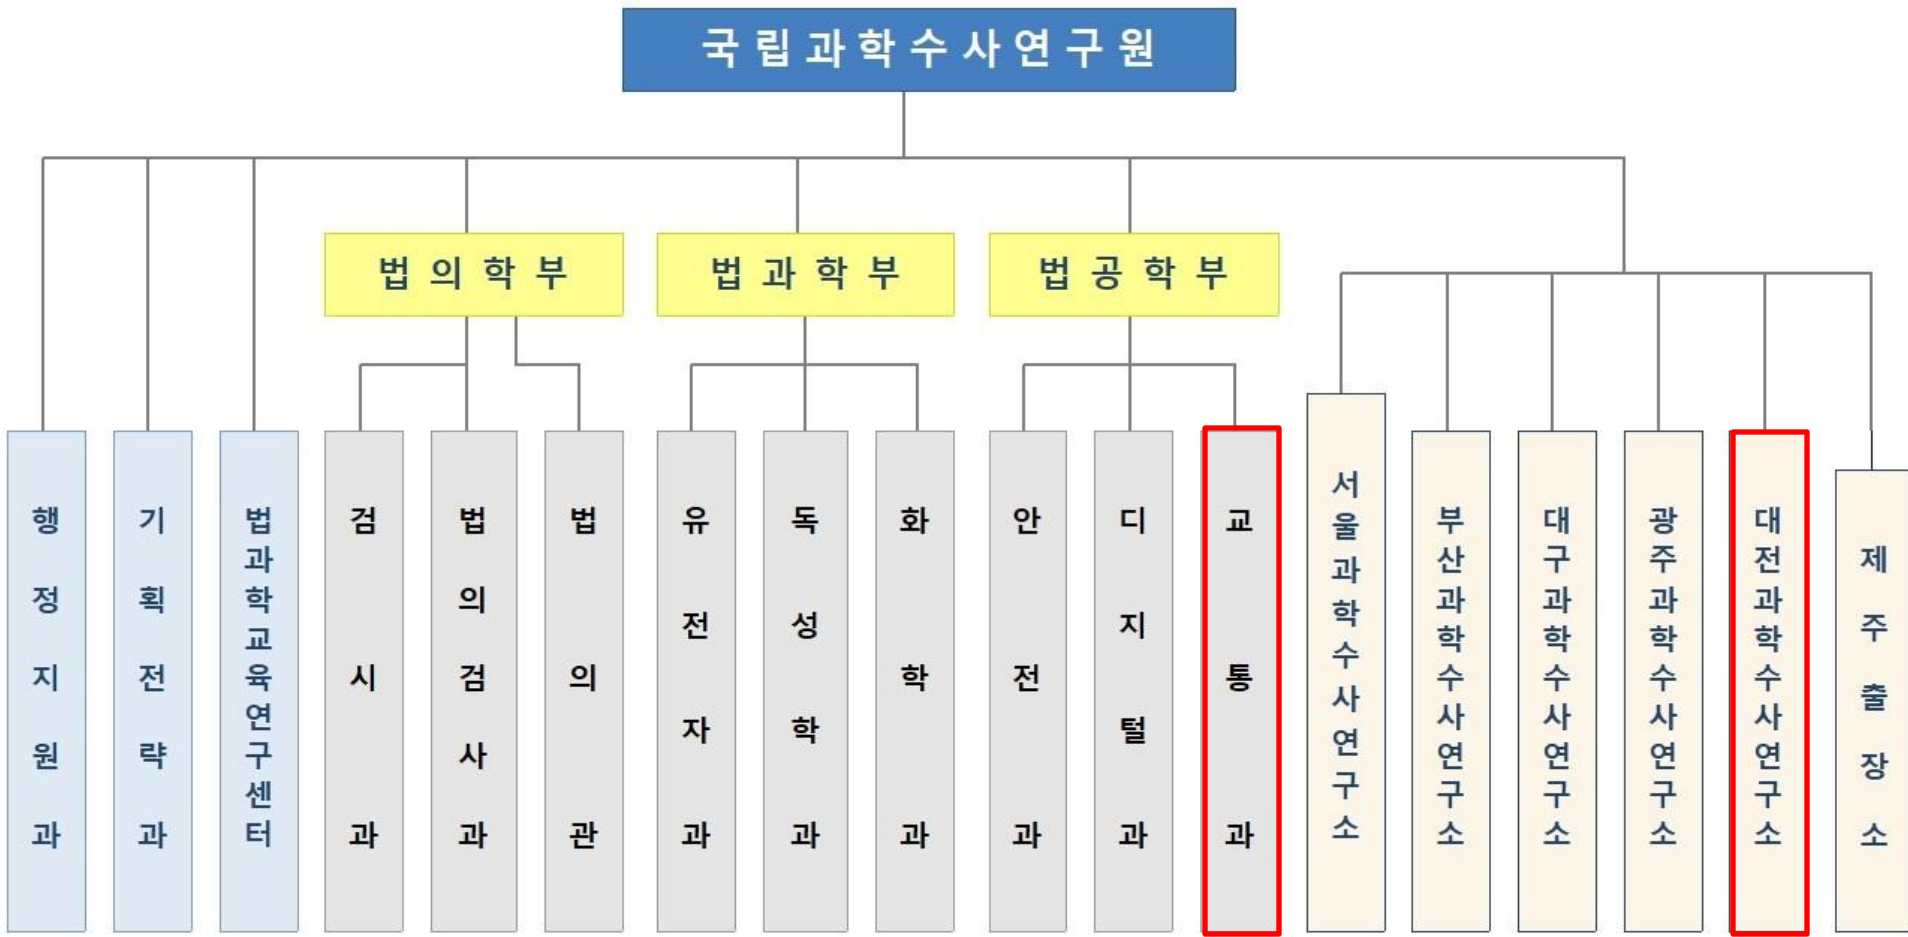 국립과학수사연구원
법의학부
법과학부
법공학부
행정지원과
기획전략과
법과학교육연구센터
검시과
법의검사과
법의관
유전자과
독성학과
화학과
안전과
디지털과
교통과
서울과학수사연구소
부산과학수사연구소
대구과학수사연구소
광주과학수사연구소
대전과학수사연구소
제주출장소